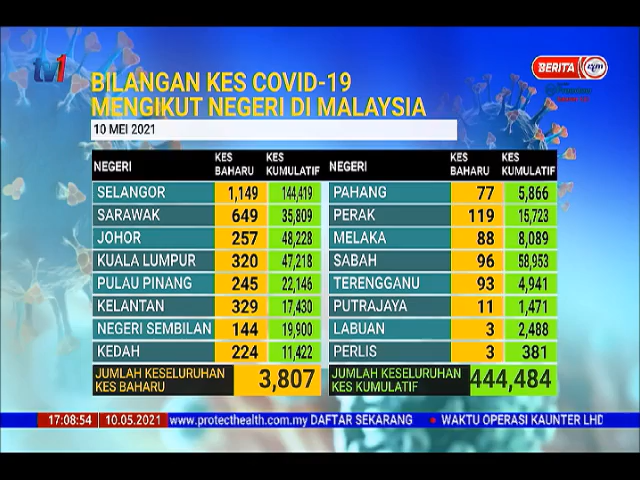 tv1
BERITA rtm
BILANGAN KES COVID-19
MENGIKUT NEGERI DI MALAYSIA
10 MEI 2021
NEGERI KES BAHARU KES KUMULATIF NEGERI KES BAHARU KES KUMULATIF
SELANGOR 1,149 144,419 PAHANG 77 5,866
SARAWAK 649 35,809 PERAK 119 15,723
JOHOR 257 48,228 MELAKA 88 8,089
KUALA LUMPUR 320 47,218 SABAH 96 58,953
PULAU PINANG 245 22,146 TERENGGANU 93 4,941
KELANTAN 329 17,430 PUTRAJAYA 11 1,471
NEGERI SEMBILAN 144 19,900 LABUAN 3 2,488
KEDAH 224 11,422 PERLIS 3 381
JUMLAH KESELURUHAN KES BAHARU 3,807 JUMLAH KESELURUHAN KES KUMULATIF 444,484
17:08:54 10.05.2021 www.protecthealth.com.my DAFTAR SEKARANG • WAKTU OPERASI KAUNTER LHD